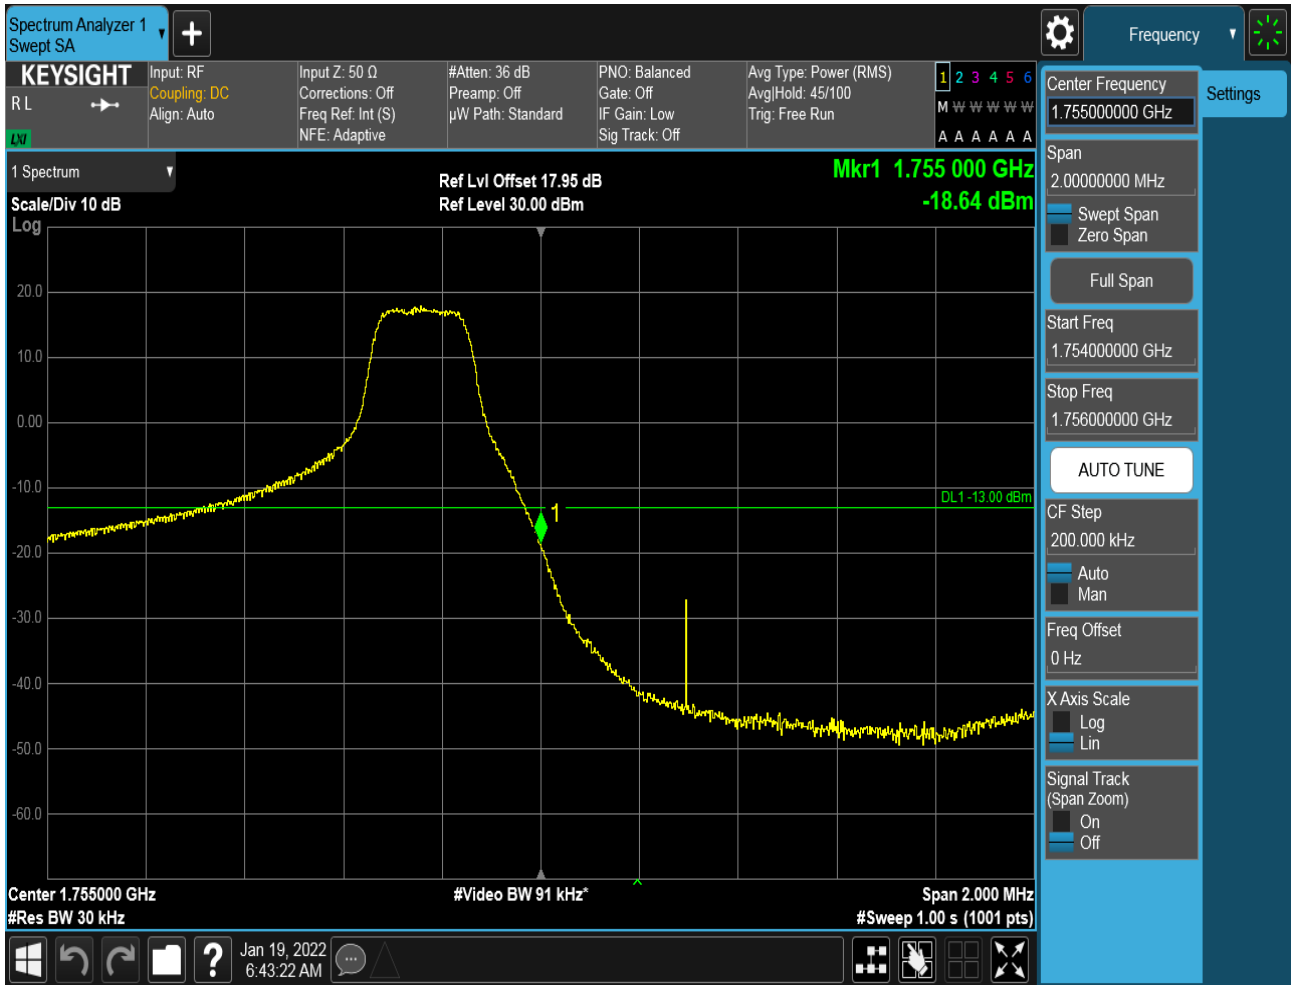 Spectrum Analyzer 1
Swept SA
Frequency
KEYSIGHT
R L
LXI
Input: RF
Coupling: DC
Align: Auto
Input Z: 50 Ω
Corrections: Off
Freq Ref: Int (S)
NFE: Adaptive
#Atten: 36 dB
Preamp: Off
µW Path: Standard
PNO: Balanced
Gate: Off
IF Gain: Low
Sig Track: Off
Avg Type: Power (RMS)
Avg|Hold: 45/100
Trig: Free Run
1 2 3 4 5 6
M W W W W W
A A A A A A
1 Spectrum
Scale/Div 10 dB
Log
Ref Lvl Offset 17.95 dB
Ref Level 30.00 dBm
Mkr1 1.755 000 GHz
-18.64 dBm
20.0
10.0
0.00
-10.0
-20.0
-30.0
-40.0
-50.0
-60.0
DL1 -13.00 dBm
1
Center 1.755000 GHz
#Res BW 30 kHz
#Video BW 91 kHz*
Span 2.000 MHz
#Sweep 1.00 s (1001 pts)
?
Jan 19, 2022
6:43:22 AM
Center Frequency
1.755000000 GHz
Settings
Span
2.00000000 MHz
Swept Span
Zero Span
Full Span
Start Freq
1.754000000 GHz
Stop Freq
1.756000000 GHz
AUTO TUNE
CF Step
200.000 kHz
Auto
Man
Freq Offset
0 Hz
X Axis Scale
Log
Lin
Signal Track
(Span Zoom)
On
Off